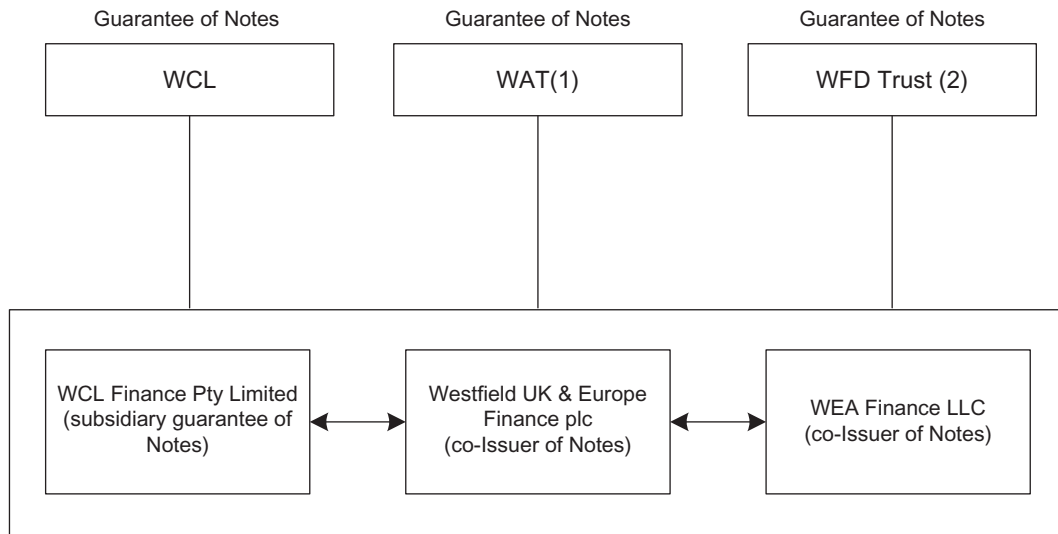 Guarantee of Notes
Guarantee of Notes
Guarantee of Notes
WCL
WAT(1)
WFD Trust (2)
WCL Finance Pty Limited
(subsidiary guarantee of
Notes)
Westfield UK & Europe
Finance plc
(co-Issuer of Notes)
WEA Finance LLC
(co-Issuer of Notes)